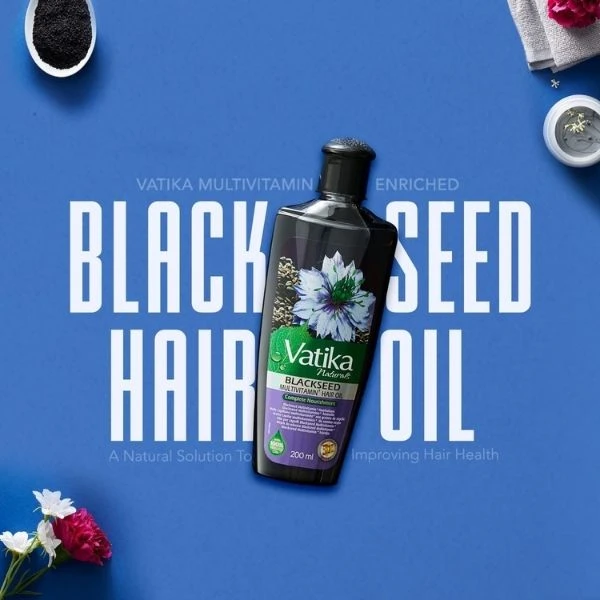 VATIKA MULTIVITAMIN ENRICHED
BLACK SEED
HAIR OIL
A Natural Solution To Improving Hair Health
Vatika
Naturals
BLACKSEED
MULTIVITAMIN⁺ HAIR OIL
Complete Nourishment
200 ml